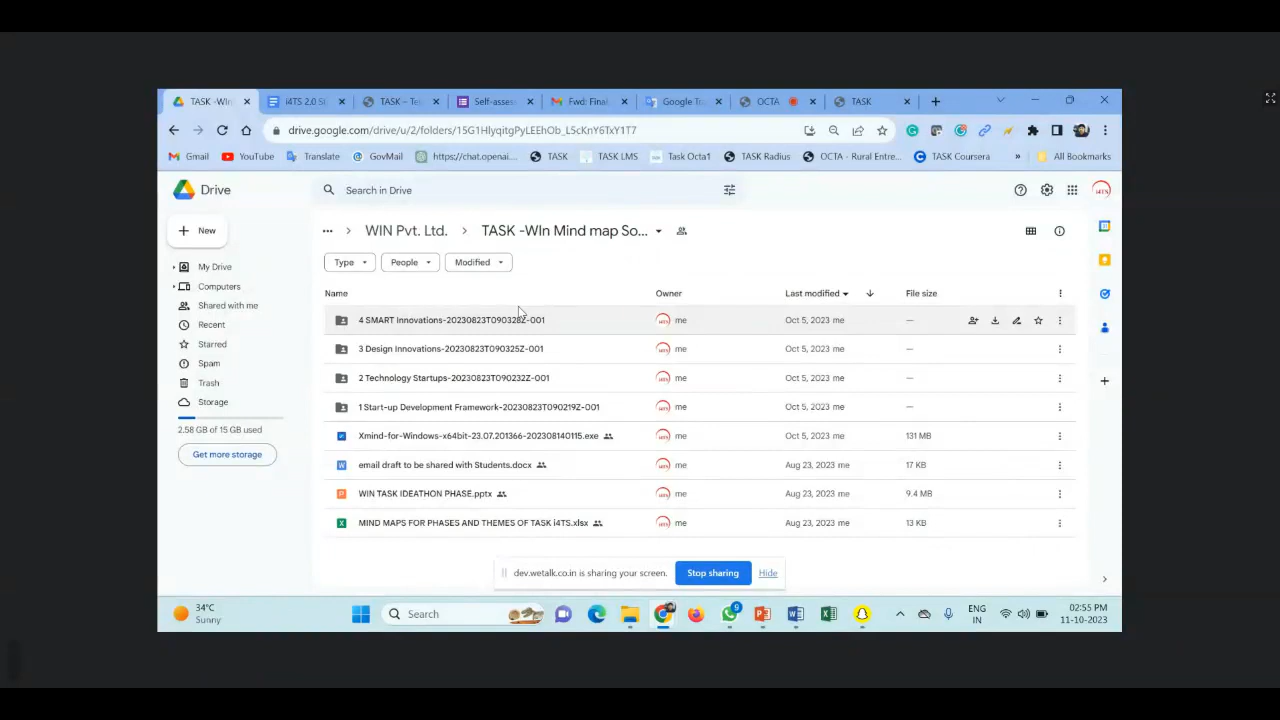 TASK -WIn
i4TS 2.0 S
TASK – Te
Self-asses
Fwd: Final
Google Tra
OCTA
TASK
drive.google.com/drive/u/2/folders/15G1HlyqitgPyLEEhOb_L5cKnY6TxY1T7
Gmail
YouTube
Translate
GovMail
https://chat.openai....
TASK
TASK LMS
Task Octa1
TASK Radius
OCTA - Rural Entre...
TASK Coursera
»
All Bookmarks
Drive
Search in Drive
New
WIN Pvt. Ltd. > TASK -WIn Mind map So...
My Drive
Computers
Shared with me
Recent
Starred
Spam
Trash
Storage
2.58 GB of 15 GB used
Get more storage
Type
People
Modified
Name Owner Last modified File size
4 SMART Innovations-20230823T090328Z-001 me Oct 5, 2023 me —
3 Design Innovations-20230823T090325Z-001 me Oct 5, 2023 me —
2 Technology Startups-20230823T090232Z-001 me Oct 5, 2023 me —
1 Start-up Development Framework-20230823T090219Z-001 me Oct 5, 2023 me —
Xmind-for-Windows-x64bit-23.07.201366-202308140115.exe me Oct 5, 2023 me 131 MB
email draft to be shared with Students.docx me Aug 23, 2023 me 17 KB
WIN TASK IDEATHON PHASE.pptx me Aug 23, 2023 me 9.4 MB
MIND MAPS FOR PHASES AND THEMES OF TASK i4TS.xlsx me Aug 23, 2023 me 13 KB
dev.wetalk.co.in is sharing your screen.
Stop sharing
Hide
34°C
Sunny
Search
9
ENG
IN
02:55 PM
11-10-2023